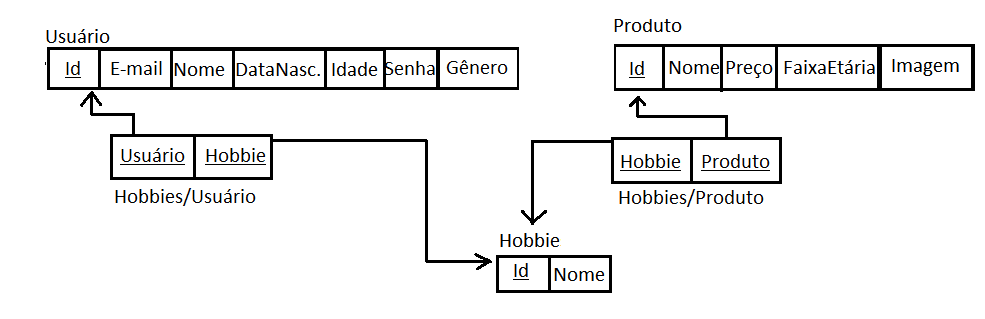 Usuário
Id E-mail Nome DataNasc. Idade Senha Gênero
Usuário Hobbie
Hobbies/Usuário
Produto
Id Nome Preço FaixaEtária Imagem
Hobbie Produto
Hobbies/Produto
Hobbie
Id Nome